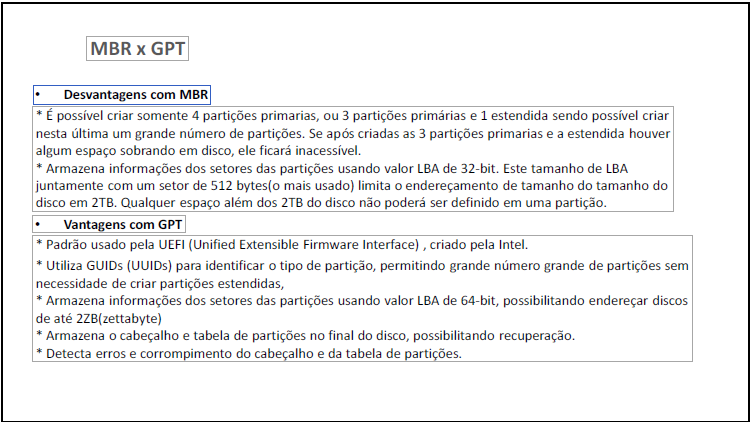 MBR x GPT
• Desvantagens com MBR
* É possível criar somente 4 partições primarias, ou 3 partições primárias e 1 estendida sendo possível criar
nesta última um grande número de partições. Se após criadas as 3 partições primarias e a estendida houver
algum espaço sobrando em disco, ele ficará inacessível.
* Armazena informações dos setores das partições usando valor LBA de 32-bit. Este tamanho de LBA
juntamente com um setor de 512 bytes(o mais usado) limita o endereçamento de tamanho do tamanho do
disco em 2TB. Qualquer espaço além dos 2TB do disco não poderá ser definido em uma partição.
• Vantagens com GPT
* Padrão usado pela UEFI (Unified Extensible Firmware Interface) , criado pela Intel.
* Utiliza GUIDs (UUIDs) para identificar o tipo de partição, permtindo grande número grande de partições sem
necessidade de criar partições estendidas,
* Armazena informações dos setores das partições usando valor LBA de 64-bit, possibilitando endereçar discos
de até 2ZB(zettabyte)
* Armazena o cabeçalho e tabela de partições no final do disco, possibilitando recuperação.
* Detecta erros e corrompimento do cabeçalho e da tabela de partições.